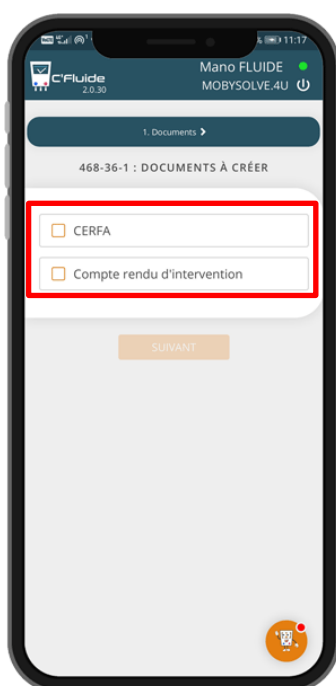 11:17
C'Fluide
2.0.30
Mano FLUIDE
MOBYSOLVE.4U
1. Documents
468-36-1 : DOCUMENTS À CRÉER
CERFA
Compte rendu d'intervention
SUIVANT